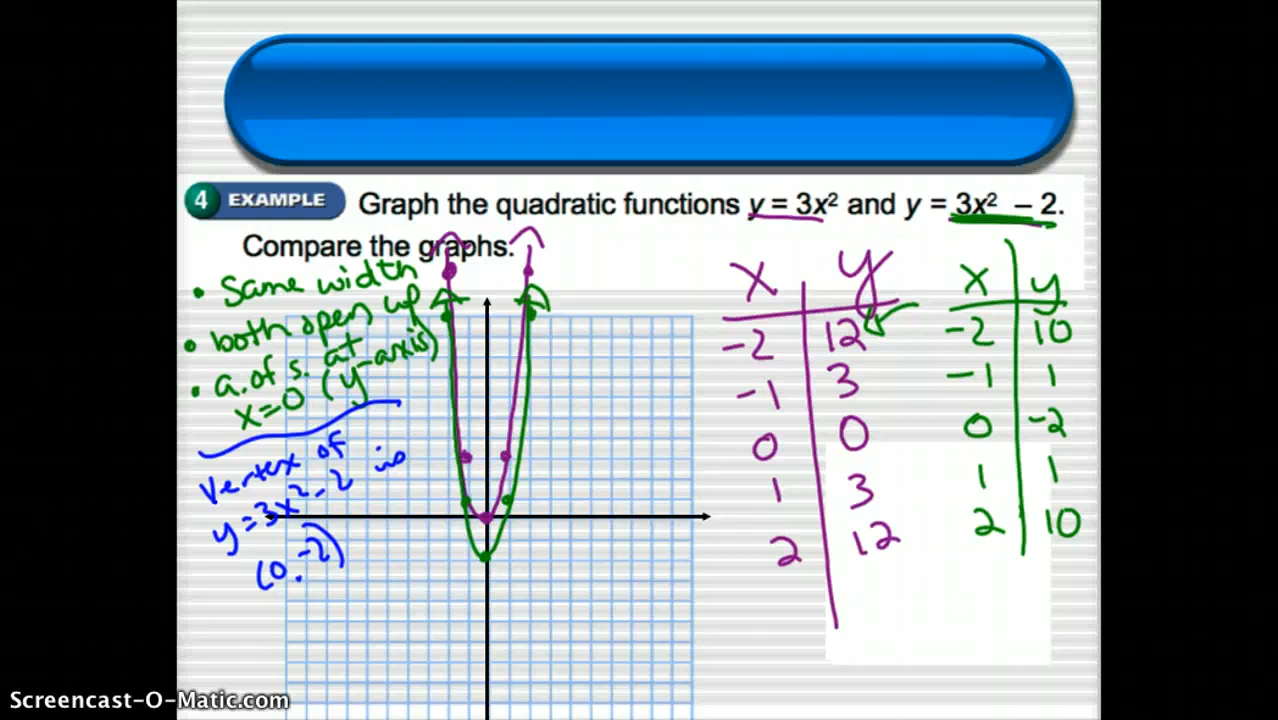 4 EXAMPLE Graph the quadratic functions y = 3x² and y = 3x² – 2.
Compare the graphs.
• Same width
• both open up
• a. of s. at
x=0 (y-axis)
Vertex of
y=3x²-2 is
(0,-2)
x y
-2 12
-1 3
0 0
1 3
2 12
x y
-2 10
-1 1
0 -2
1 1
2 10
Screencast-O-Matic.com